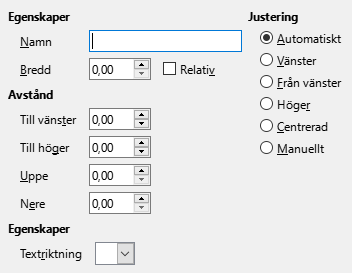 Egenskaper
Namn
Bredd 0,00 Relativ
Avstånd
Till vänster 0,00
Till höger 0,00
Uppe 0,00
Nere 0,00
Egenskaper
Textriktning
Justering
Automatiskt
Vänster
Från vänster
Höger
Centrerad
Manuellt